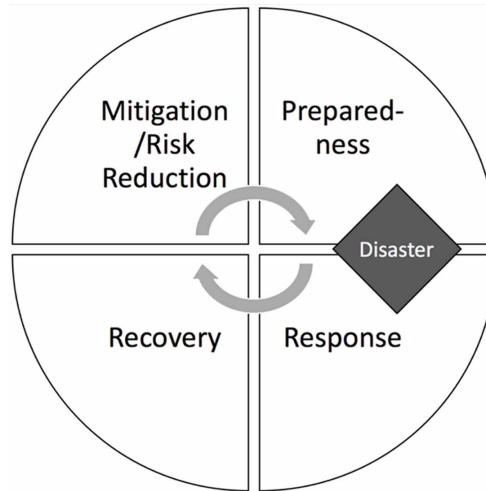 Mitigation
/Risk
Reduction
Prepared-
ness
Disaster
Recovery
Response